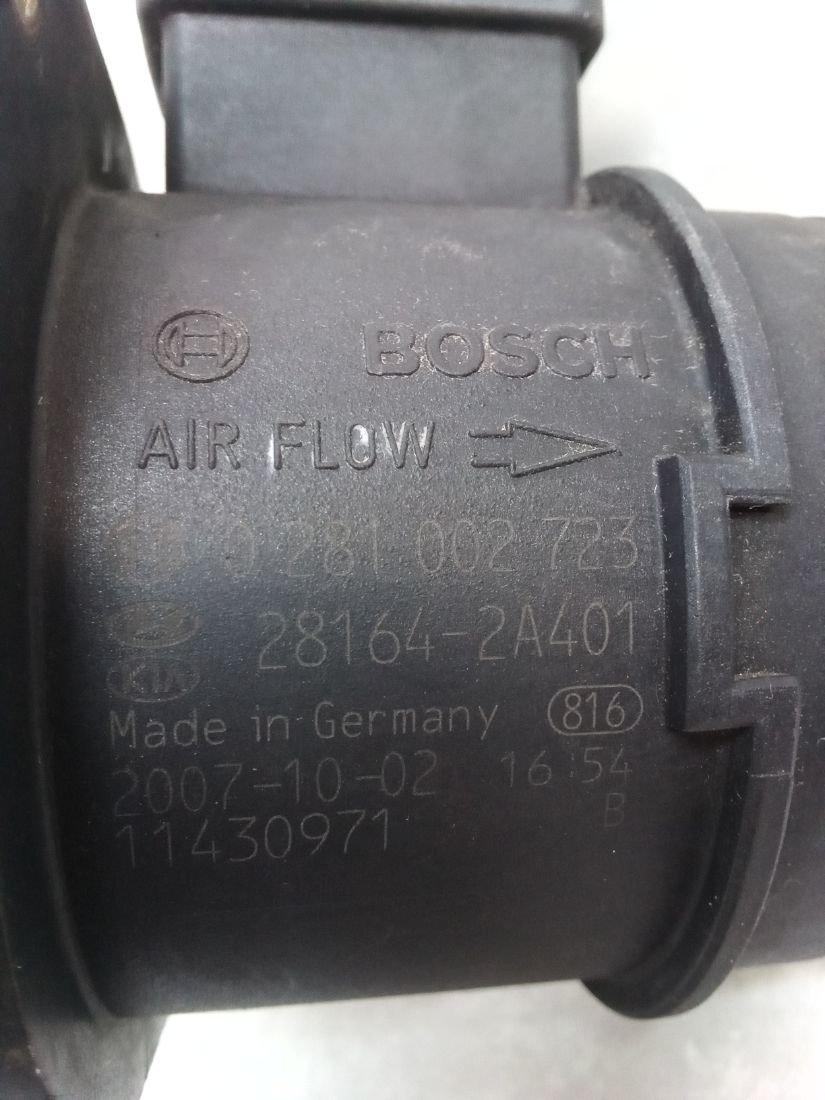 BOSCH
AIR FLOW
0 281 002 723
28164-2A401
KIA
Made in Germany 816
2007-10-02 16:54
11430971 B